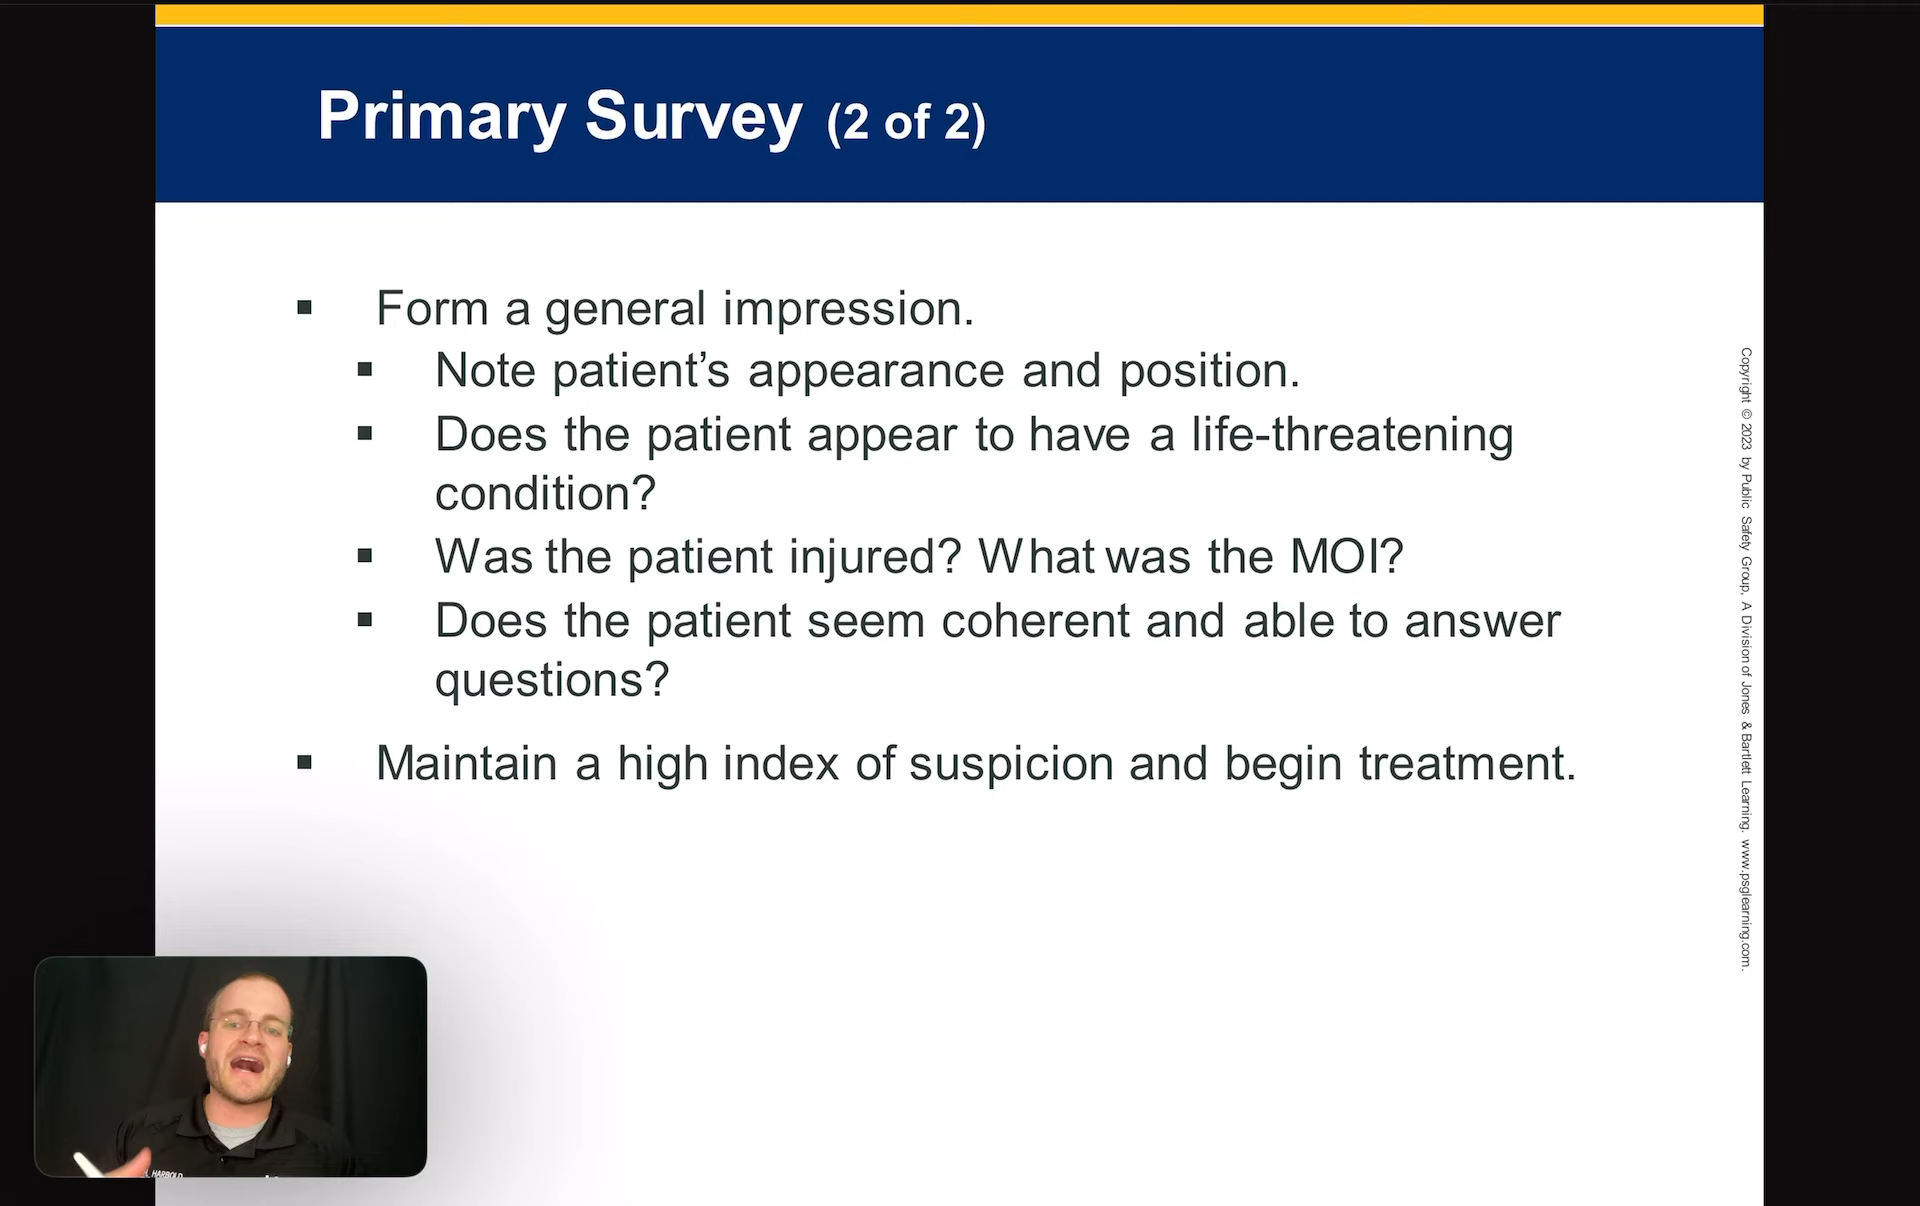 Primary Survey (2 of 2)
▪ Form a general impression.
▪ Note patient’s appearance and position.
▪ Does the patient appear to have a life-threatening
condition?
▪ Was the patient injured? What was the MOI?
▪ Does the patient seem coherent and able to answer
questions?
▪ Maintain a high index of suspicion and begin treatment.
Copyright © 2023 by Public Safety Group, A Division of Jones & Bartlett Learning. www.psglearning.com.
HARBOLD